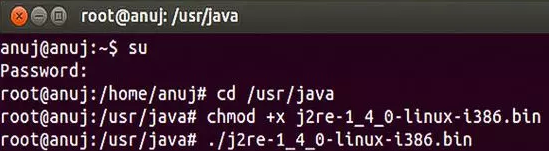 root@anuj: /usr/java
anuj@anuj:~$ su
Password:
root@anuj:/home/anuj# cd /usr/java
root@anuj:/usr/java# chmod +x j2re-1_4_0-linux-i386.bin
root@anuj:/usr/java# ./j2re-1_4_0-linux-i386.bin